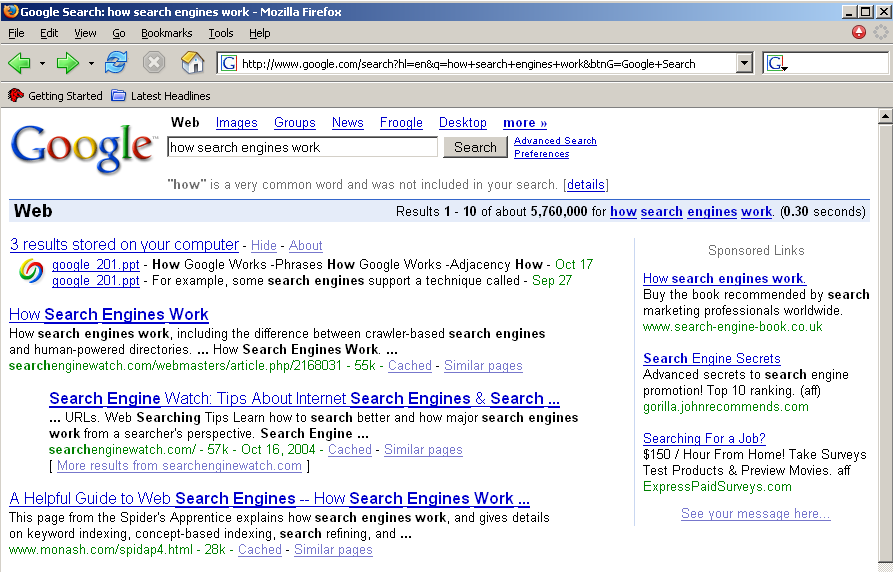 Google Search: how search engines work - Mozilla Firefox
File Edit View Go Bookmarks Tools Help
http://www.google.com/search?hl=en&q=how+search+engines+work&btnG=Google+Search
Getting Started Latest Headlines
Google™
Web Images Groups News Froogle Desktop more »
how search engines work Search Advanced Search
Preferences
"how" is a very common word and was not included in your search. [details]
Web Results 1 - 10 of about 5,760,000 for how search engines work. (0.30 seconds)
3 results stored on your computer - Hide - About
google_201.ppt - How Google Works -Phrases How Google Works -Adjacency How - Oct 17
google_201.ppt - For example, some search engines support a technique called - Sep 27
How Search Engines Work
How search engines work, including the difference between crawler-based search engines
and human-powered directories. ... How Search Engines Work. ...
searchenginewatch.com/webmasters/article.php/2168031 - 55k - Cached - Similar pages
Search Engine Watch: Tips About Internet Search Engines & Search ...
... URLs. Web Searching Tips Learn how to search better and how major search engines
work from a searcher's perspective. Search Engine ...
searchenginewatch.com/ - 57k - Oct 16, 2004 - Cached - Similar pages
[ More results from searchenginewatch.com ]
A Helpful Guide to Web Search Engines -- How Search Engines Work ...
This page from the Spider's Apprentice explains how search engines work, and gives details
on keyword indexing, concept-based indexing, search refining, and ...
www.monash.com/spidap4.html - 28k - Cached - Similar pages
Sponsored Links
How search engines work.
Buy the book recommended by search
marketing professionals worldwide.
www.search-engine-book.co.uk
Search Engine Secrets
Advanced secrets to search engine
promotion! Top 10 ranking. (aff)
gorilla.johnrecommends.com
Searching For a Job?
$150 / Hour From Home! Take Surveys
Test Products & Preview Movies. aff
ExpressPaidSurveys.com
See your message here...